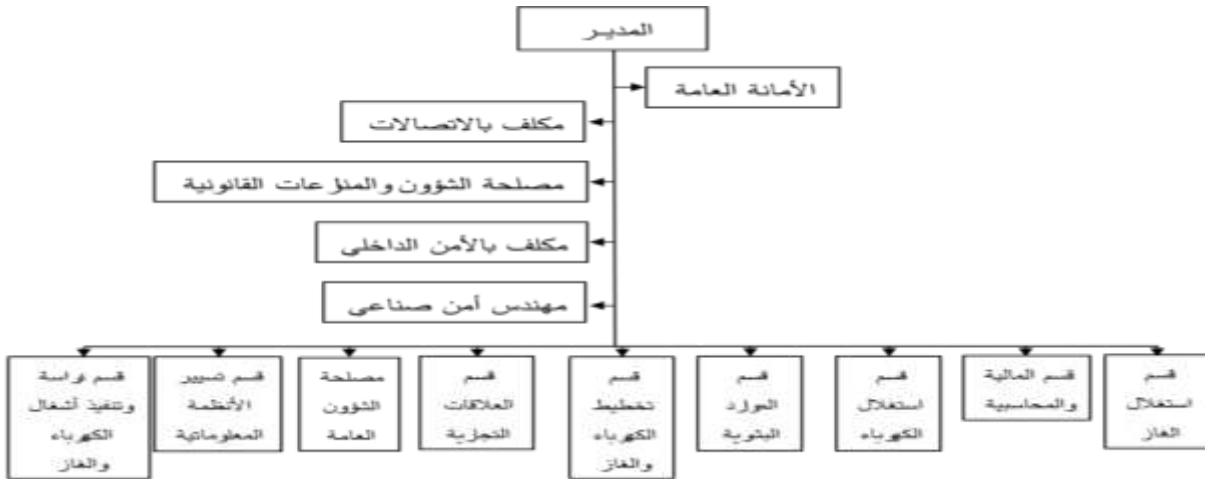 المديـر
الأمانة العامة
مكلف بالاتصالات
مصلحة الشؤون والمنازعات القانونية
مكلف بالأمن الداخلي
مهندس أمن صناعي
قسم
استغلال
الغاز
قسم المالية
والمحاسبية
قسم
استغلال
الكهرباء
قسم
الموارد
البشرية
قسم
تخطيط
الكهرباء
والغاز
قسم
العلاقات
التجارية
مصلحة
الشؤون
العامة
قسم تسيير
الأنظمة
المعلوماتية
قسم دراسة
وتنفيذ أشغال
الكهرباء
والغاز